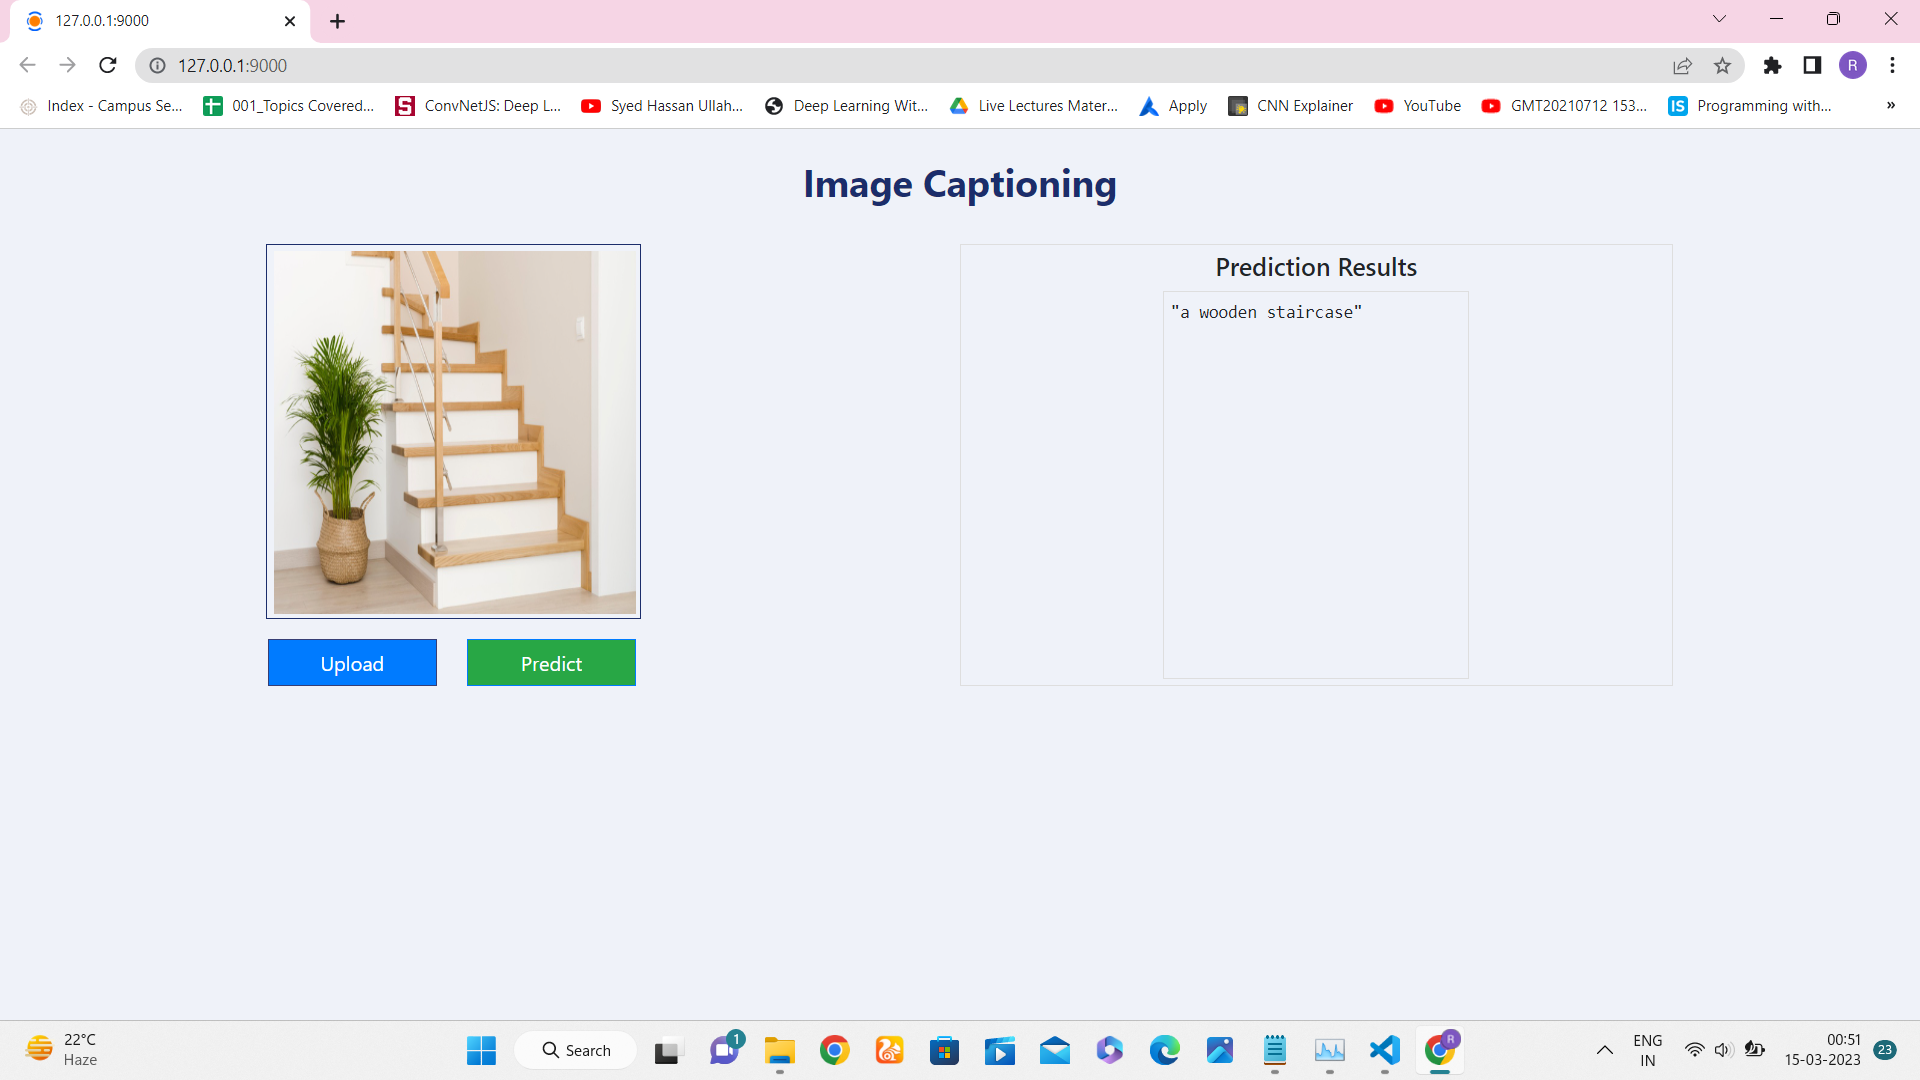 127.0.0.1:9000
127.0.0.1:9000
R
Index - Campus Se...
001_Topics Covered...
ConvNetJS: Deep L...
Syed Hassan Ullah...
Deep Learning Wit...
Live Lectures Mater...
Apply
CNN Explainer
YouTube
GMT20210712 153...
IS
Programming with...
»
Image Captioning
Prediction Results
"a wooden staircase"
Upload
Predict
22°C
Haze
Search
1
R
ENG
IN
00:51
15-03-2023
23